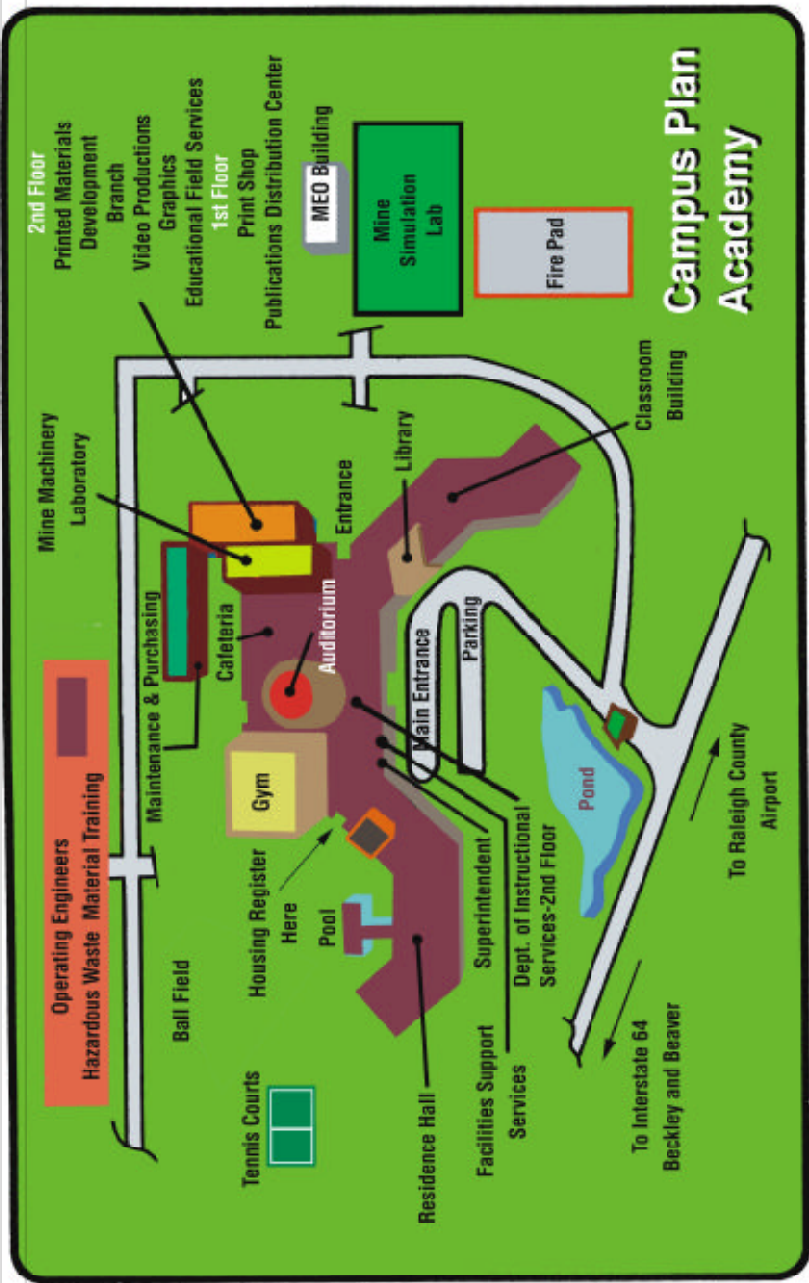 Operating Engineers
Hazardous Waste Material Training
Ball Field
Tennis Courts
Maintenance & Purchasing
Mine Machinery
Laboratory
2nd Floor
Printed Materials
Development
Branch
Video Productions
Graphics
Educational Field Services
1st Floor
Print Shop
Publications Distribution Center
MEO Building
Mine
Simulation
Lab
Fire Pad
Housing Register
Here
Pool
Gym
Cafeteria
Auditorium
Entrance
Library
Classroom
Building
Main Entrance
Parking
Residence Hall
Facilities Support
Services
Superintendent
Dept. of Instructional
Services-2nd Floor
Pond
To Interstate 64
Beckley and Beaver
To Raleigh County
Airport
Campus Plan
Academy